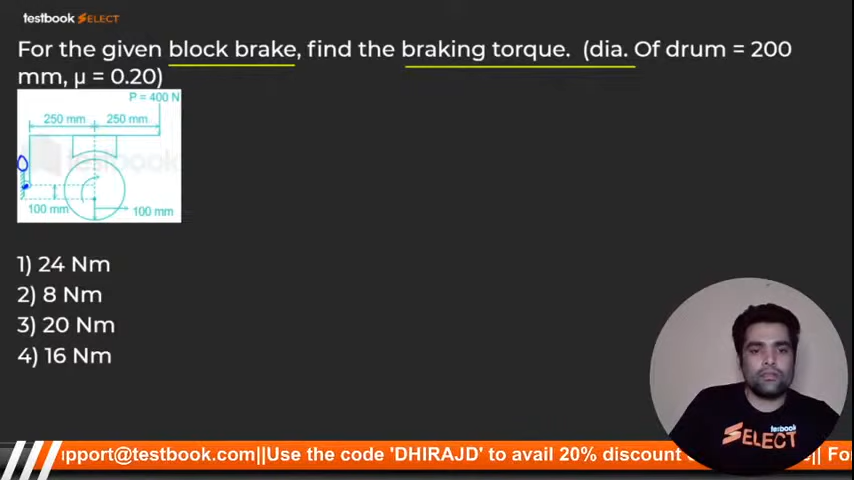 testbook SELECT
For the given block brake, find the braking torque. (dia. Of drum = 200
mm, μ = 0.20)
P = 400 N
250 mm 250 mm
testbook
O
100 mm
100 mm
1) 24 Nm
2) 8 Nm
3) 20 Nm
4) 16 Nm
testbook
SELECT
upport@testbook.com||Use the code 'DHIRAJD' to avail 20% discount